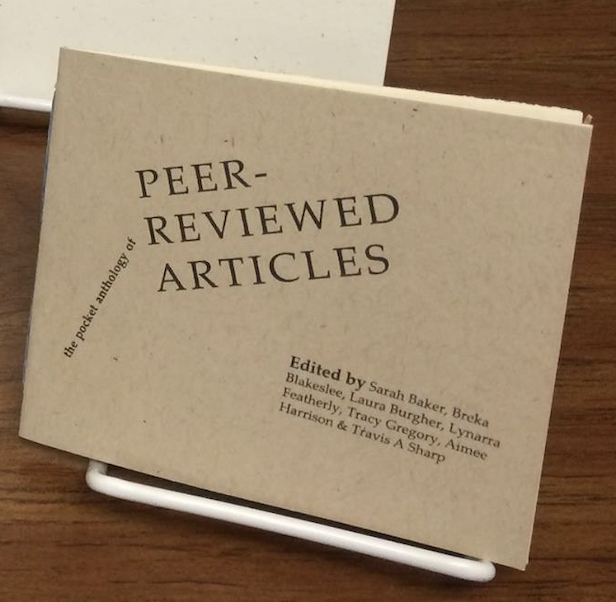 the pocket anthology of
PEER-
REVIEWED
ARTICLES
Edited by Sarah Baker, Breka
Blakeslee, Laura Burgher, Lynarra
Featherly, Tracy Gregory, Aimee
Harrison & Travis A Sharp